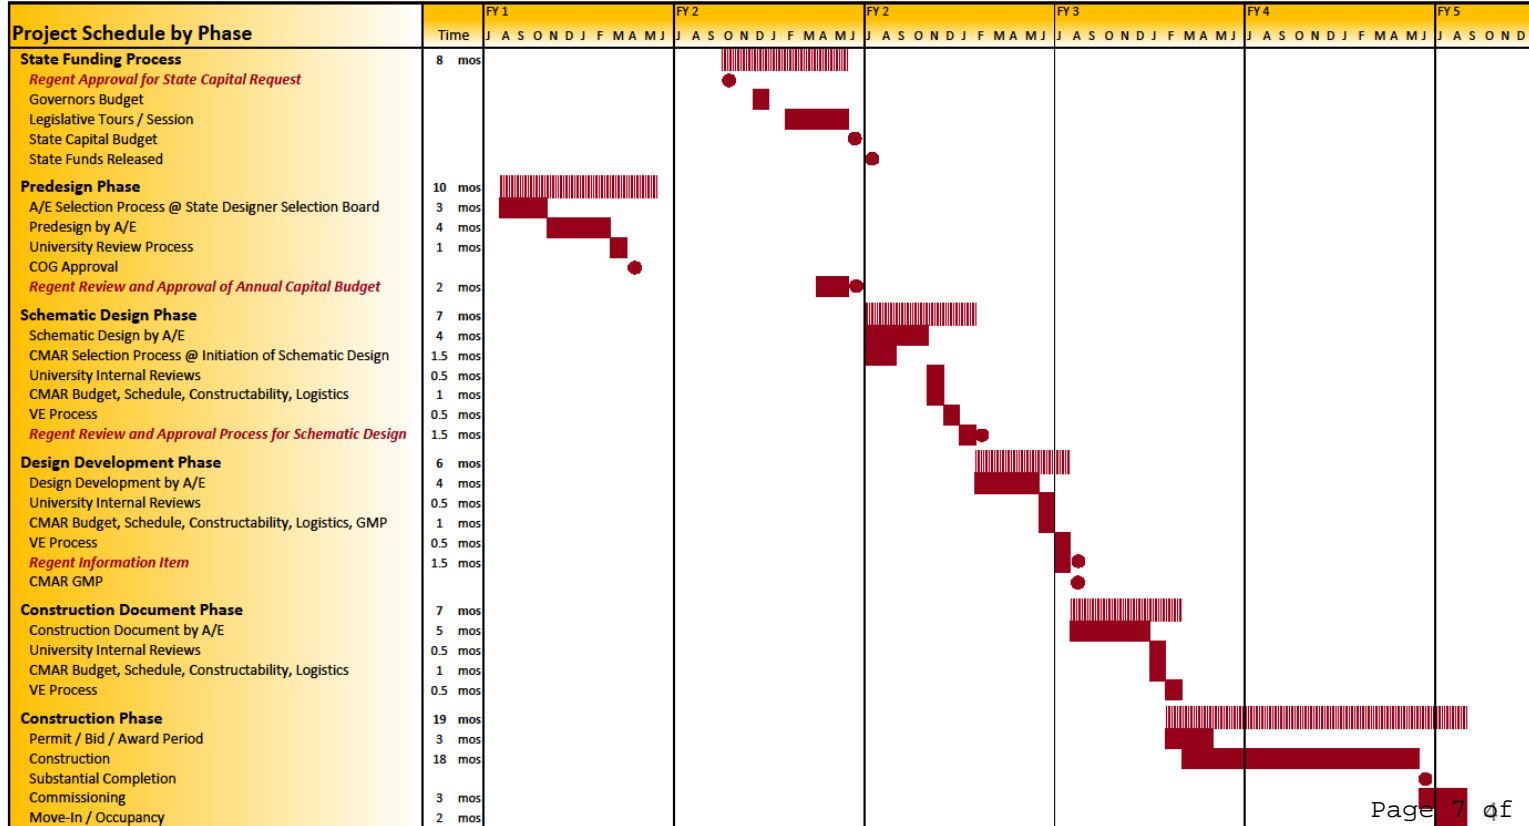 FY 1 FY 2 FY 2 FY 3 FY 4 FY 5
Project Schedule by Phase Time J A S O N D J F M A M J J A S O N D J F M A M J J A S O N D J F M A M J J A S O N D J F M A M J J A S O N D J F M A M J J A S O N D
State Funding Process 8 mos
Regent Approval for State Capital Request
Governors Budget
Legislative Tours / Session
State Capital Budget
State Funds Released
Predesign Phase 10 mos
A/E Selection Process @ State Designer Selection Board 3 mos
Predesign by A/E 4 mos
University Review Process 1 mos
COG Approval
Regent Review and Approval of Annual Capital Budget 2 mos
Schematic Design Phase 7 mos
Schematic Design by A/E 4 mos
CMAR Selection Process @ Initiation of Schematic Design 1.5 mos
University Internal Reviews 0.5 mos
CMAR Budget, Schedule, Constructability, Logistics 1 mos
VE Process 0.5 mos
Regent Review and Approval Process for Schematic Design 1.5 mos
Design Development Phase 6 mos
Design Development by A/E 4 mos
University Internal Reviews 0.5 mos
CMAR Budget, Schedule, Constructability, Logistics, GMP 1 mos
VE Process 0.5 mos
Regent Information Item 1.5 mos
CMAR GMP
Construction Document Phase 7 mos
Construction Document by A/E 5 mos
University Internal Reviews 0.5 mos
CMAR Budget, Schedule, Constructability, Logistics 1 mos
VE Process 0.5 mos
Construction Phase 19 mos
Permit / Bid / Award Period 3 mos
Construction 18 mos
Substantial Completion
Commissioning 3 mos
Move-In / Occupancy 2 mos
Page 7 of